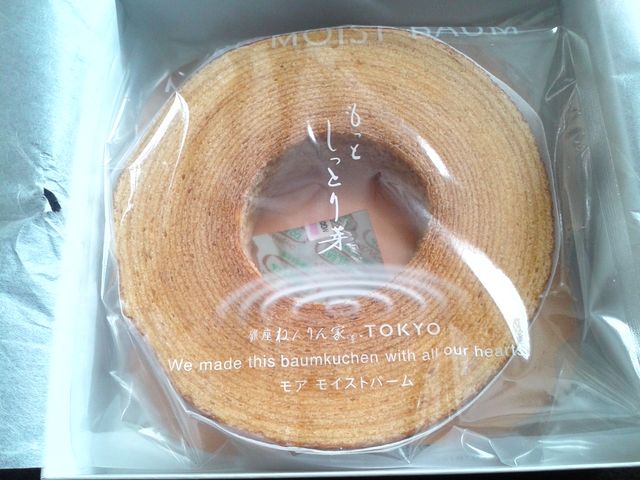 MOIST BAUM
もっと
しっとり芽
銀座ねんりん家 TOKYO
We made this baumkuchen with all our hearts
モア モイストバーム